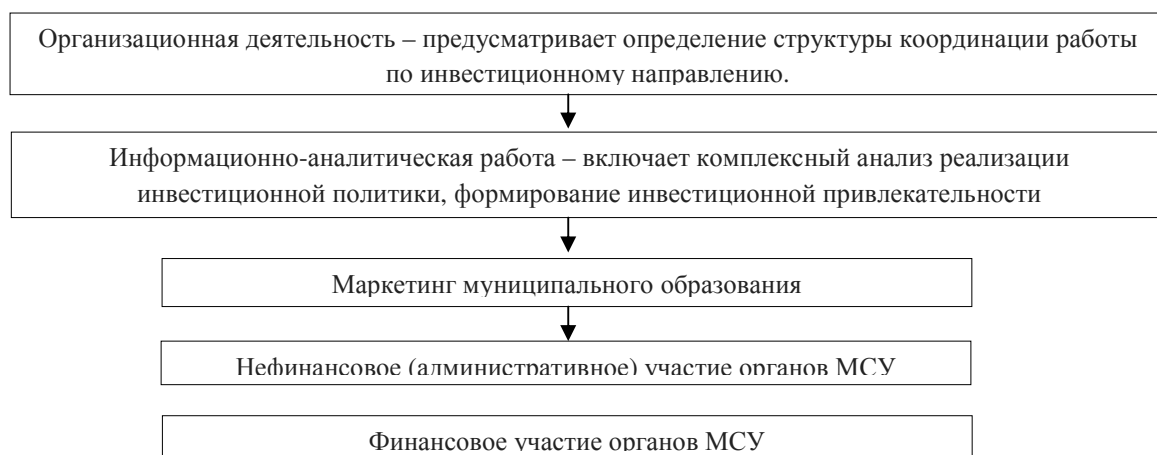 Организационная деятельность – предусматривает определение структуры координации работы
по инвестиционному направлению.
Информационно-аналитическая работа – включает комплексный анализ реализации
инвестиционной политики, формирование инвестиционной привлекательности
Маркетинг муниципального образования
Нефинансовое (административное) участие органов МСУ
Финансовое участие органов МСУ